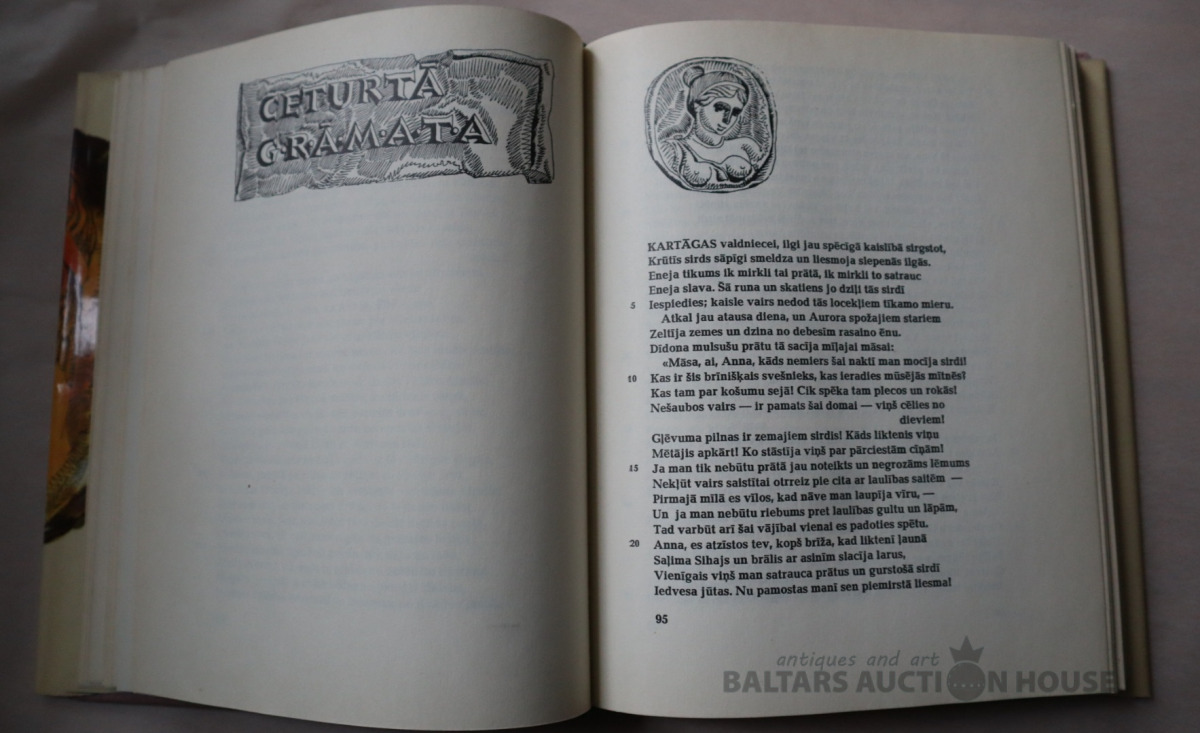 CETURTĀ
G·R·Ā·M·A·T·A
KARTĀGAS valdniecei, ilgi jau spēcīgā kaislībā sirgstot,
Krūtīs sirds sāpīgi smeldza un liesmoja slepenās ilgās.
Eneja tikums ik mirkli tai prātā, ik mirkli to satrauc
Eneja slava. Šā runa un skatiens jo dziļi tās sirdī
5 Iespiedies; kaisle vairs nedod tās locekļiem tīkamo mieru.
Atkal jau atausa diena, un Aurora spožajiem stariem
Zeltīja zemes un dzina no debesīm rasaino ēnu.
Dīdona mulsušu prātu tā sacīja mīļajai māsai:
«Māsa, ai, Anna, kāds nemiers šai naktī man mocīja sirdi!
10 Kas ir šis brīnišķais svešnieks, kas ieradies mūsējās mītnēs?
Kas tam par košumu sejā! Cik spēka tam plecos un rokās!
Nešaubos vairs — ir pamats šai domai — viņš cēlies no
dieviem!
Gļēvuma pilnas ir zemajiem sirdis! Kāds liktenis viņu
Mētājis apkārt! Ko stāstīja viņš par pārciestām cīņām!
15 Ja man tik nebūtu prātā jau noteikts un negrozāms lēmums
Nekļūt vairs saistītai otrreiz pie cita ar laulības saitēm —
Pirmajā mīlā es vīlos, kad nāve man laupīja vīru, —
Un ja man nebūtu riebums pret laulības gultu un lāpām,
Tad varbūt arī šai vājībai vienai es padoties spētu.
20 Anna, es atzīstos tev, kopš brīža, kad liktenī ļaunā
Saļima Sihajs un brālis ar asinīm slacīja larus,
Vienīgais viņš man satrauca prātus un gurstošā sirdī
Iedvesa jūtas. Nu pamostas manī sen piemirstā liesma!
95
antiques and art
BALTARS AUCTION HOUSE